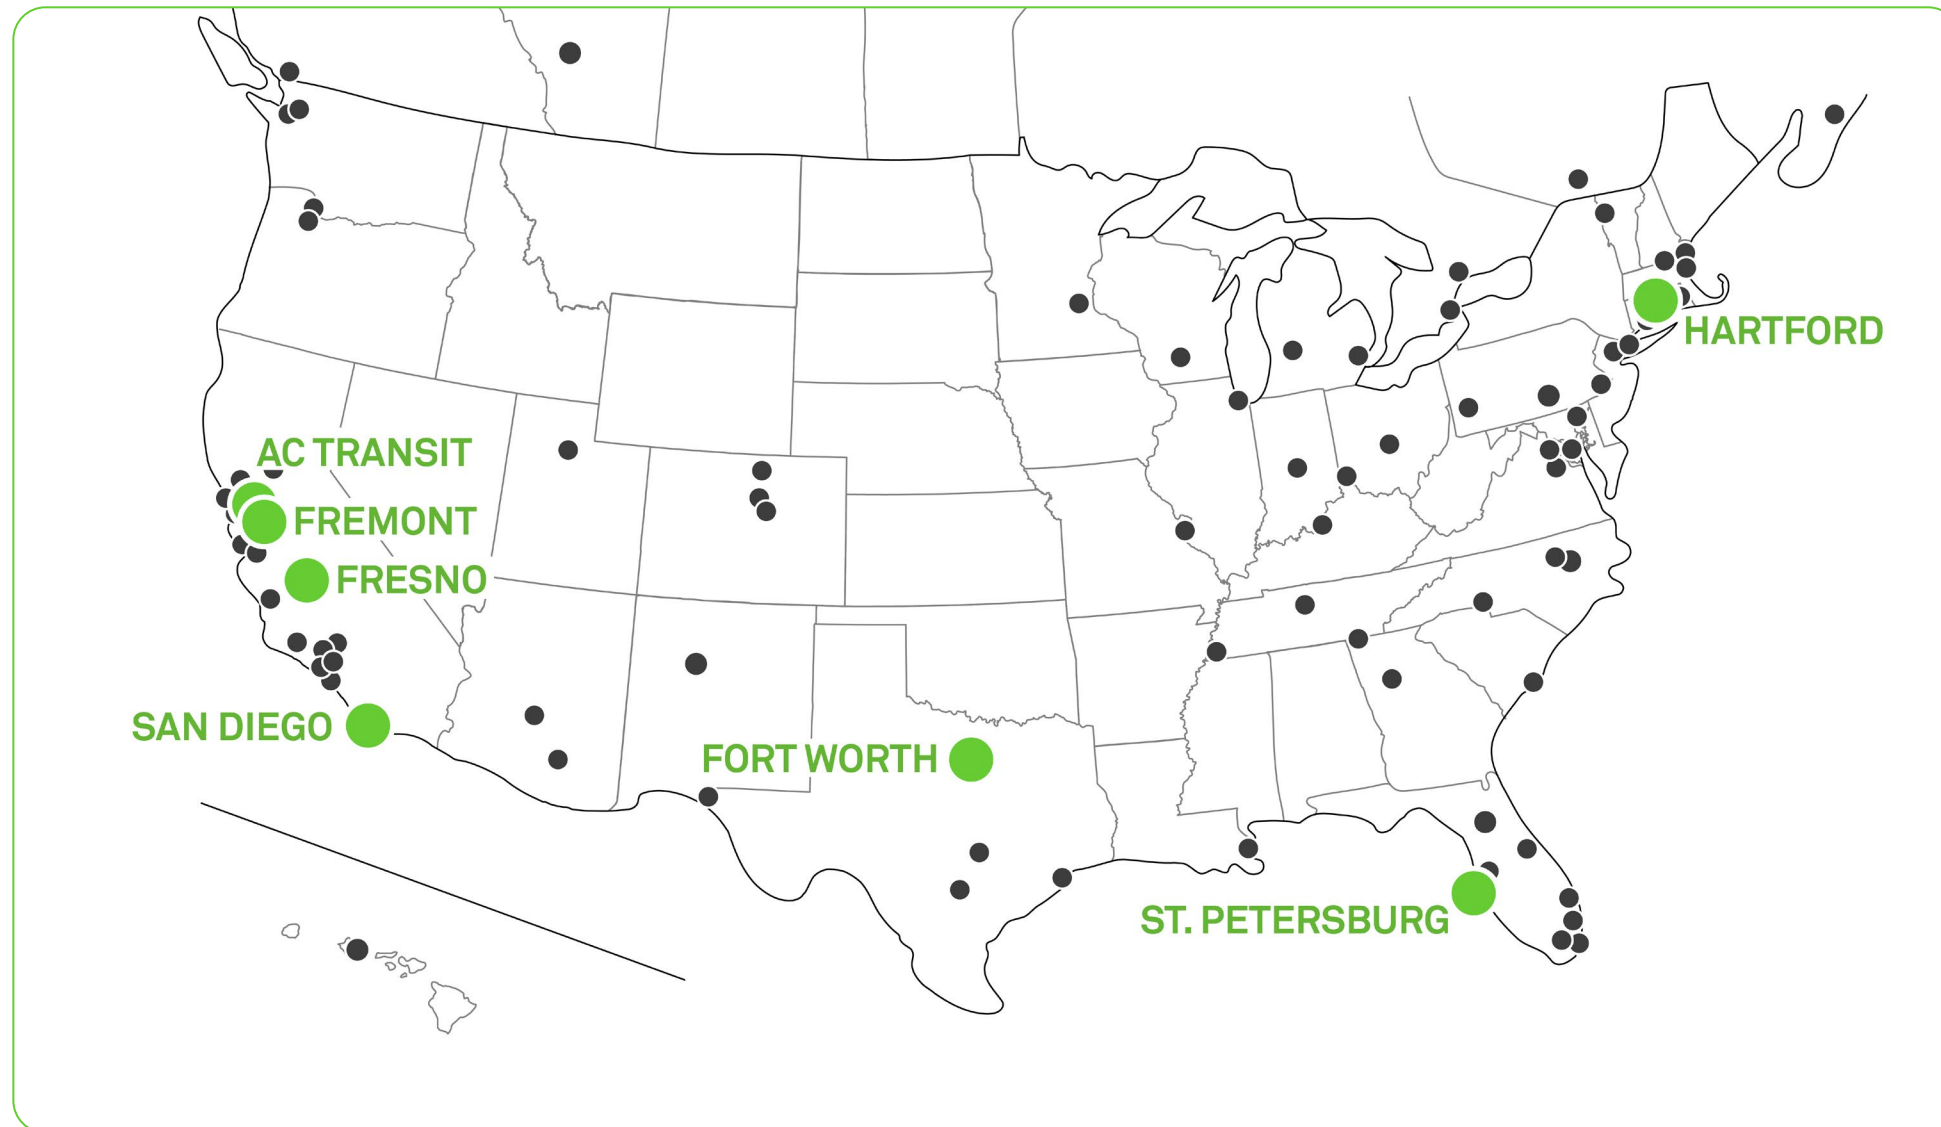 HARTFORD
AC TRANSIT
FREMONT
FRESNO
SAN DIEGO
FORT WORTH
ST. PETERSBURG